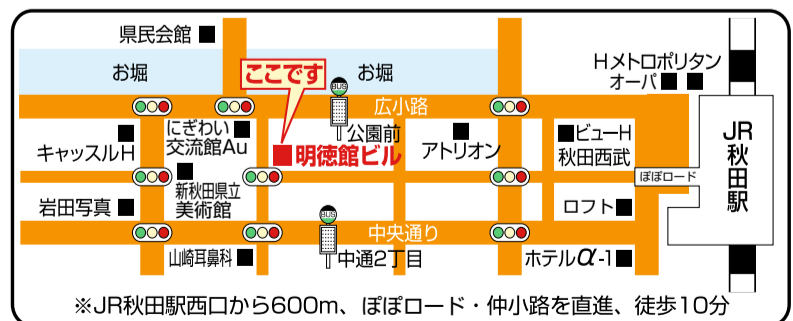 県民会館
お堀
ここです
お堀
BUS
Hメトロポリタン
オーパ
広小路
キャッスルH
にぎわい
交流館Au
公園前
明徳館ビル
アトリオン
ビューH
秋田西武
JR
秋田駅
ぽぽロード
岩田写真
新秋田県立
美術館
ロフト
BUS
中央通り
山崎耳鼻科
中通2丁目
ホテルα-1
※JR秋田駅西口から600m、ぽぽロード・仲小路を直進、徒歩10分